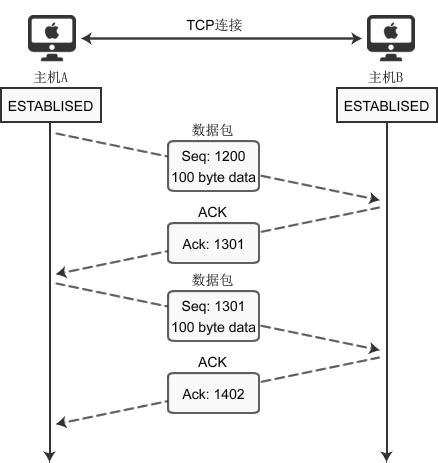 TCP连接
主机A
主机B
ESTABLISED
ESTABLISED
数据包
Seq: 1200
100 byte data
ACK
Ack: 1301
数据包
Seq: 1301
100 byte data
ACK
Ack: 1402